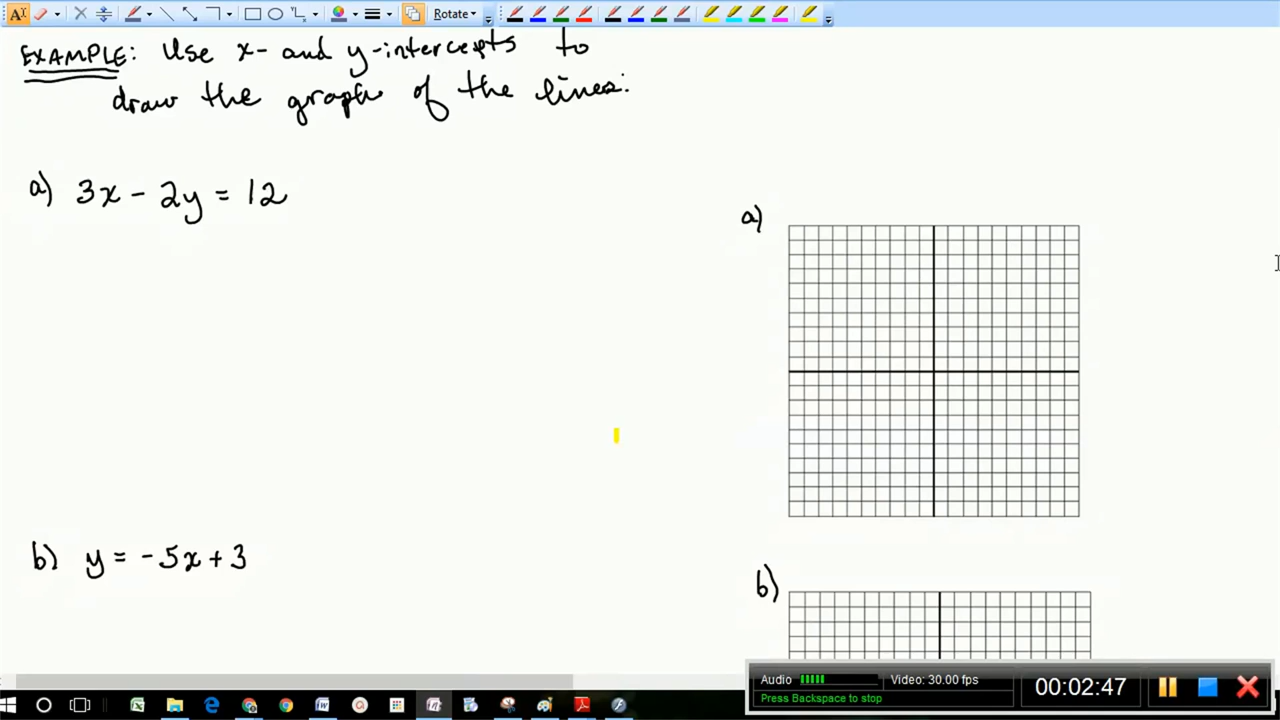 Rotate
EXAMPLE: Use x- and y-intercepts to
draw the graph of the lines:
a) 3x - 2y = 12
a)
b) y = -5x + 3
b)
Audio
Video: 30.00 fps
Press Backspace to stop
00:02:47